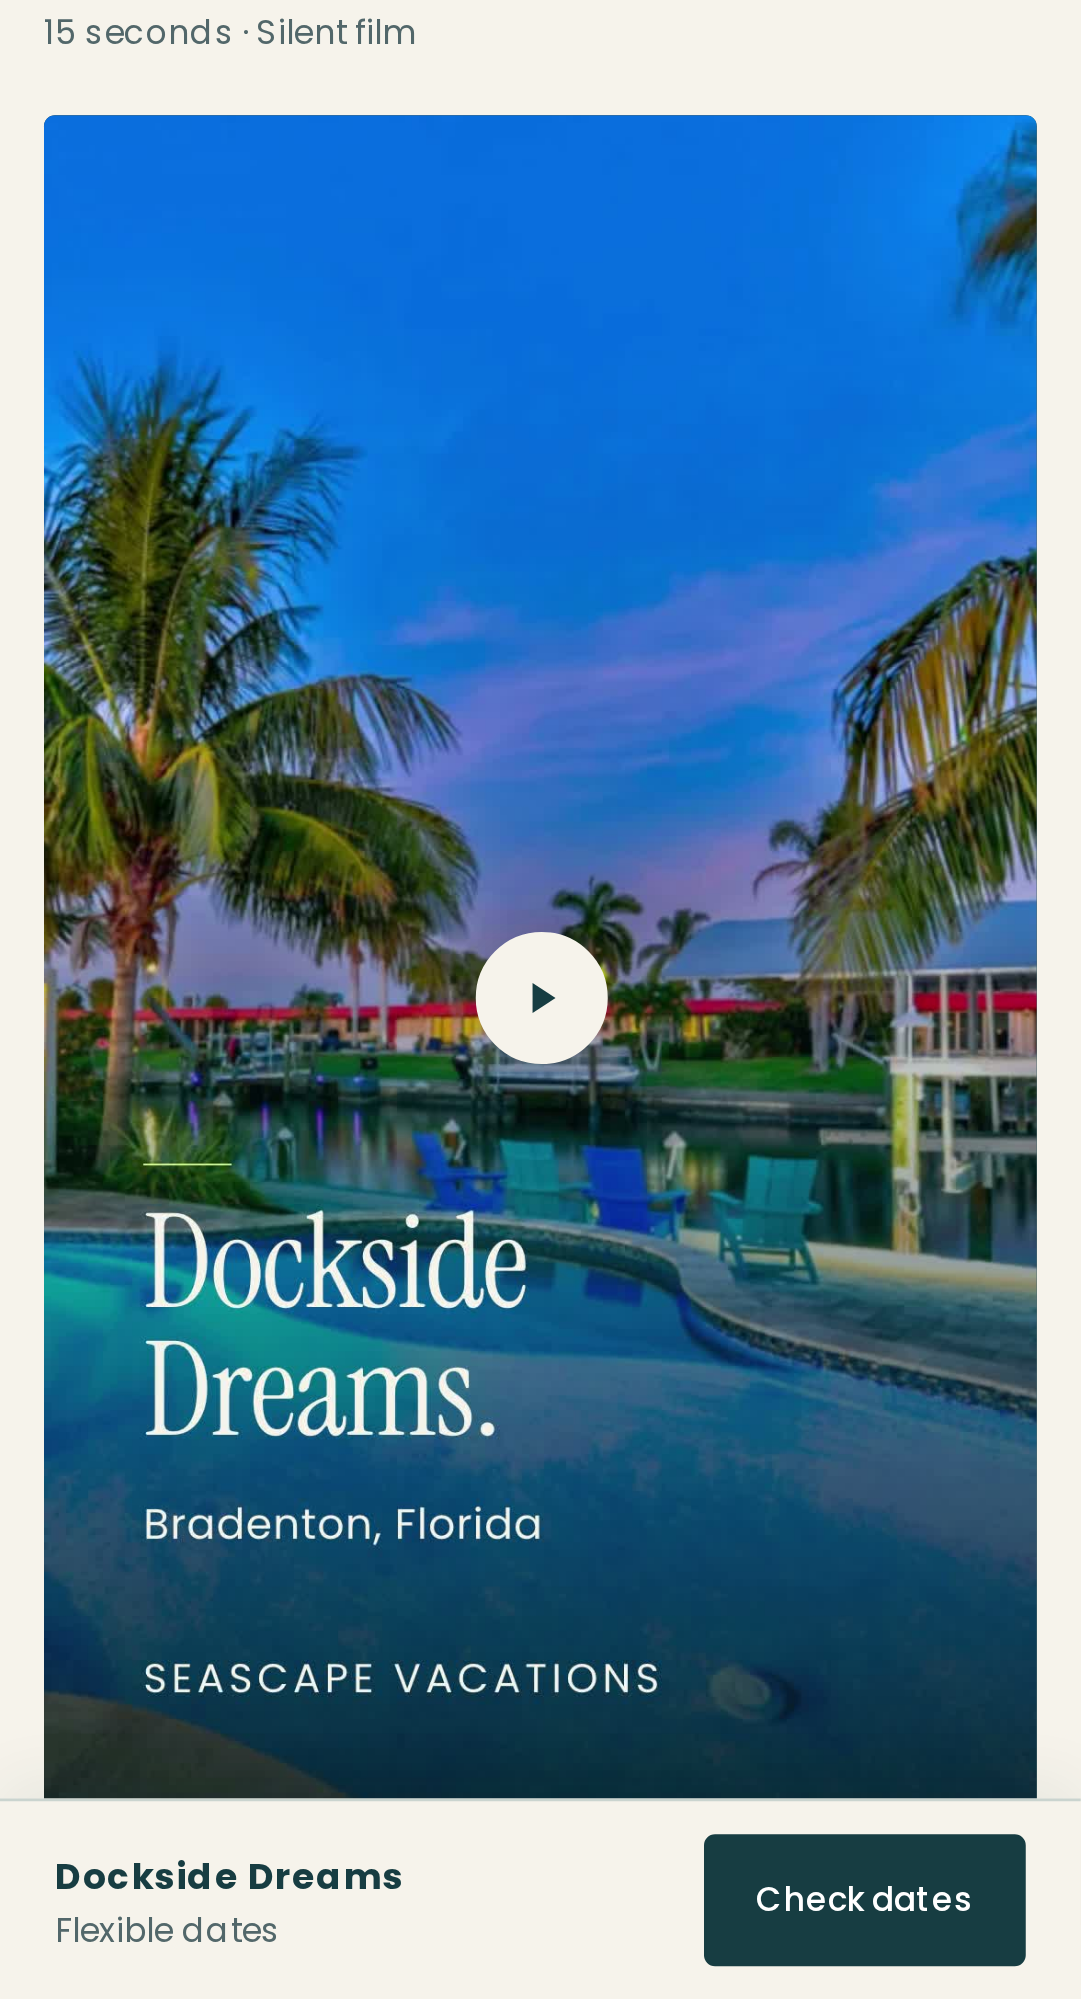 15 seconds · Silent film
Dockside
Dreams.
Bradenton, Florida
SEASCAPE VACATIONS
Dockside Dreams
Flexible dates
Check dates